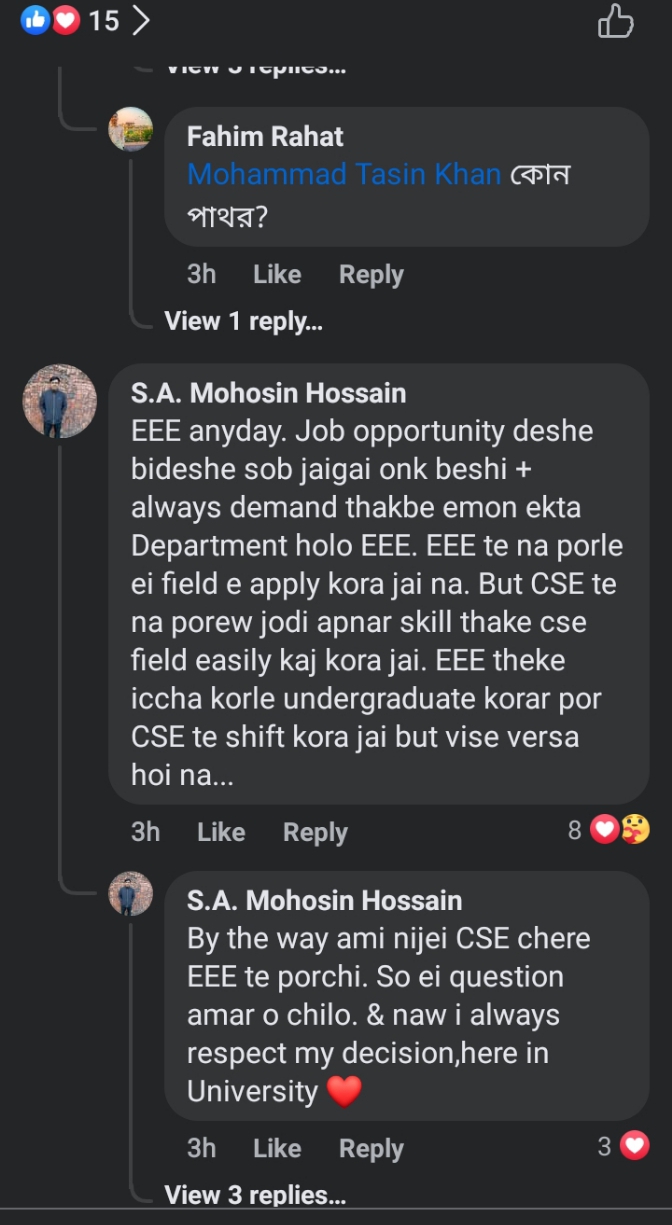 15
View 3 replies...
Fahim Rahat
Mohammad Tasin Khan কোন
পাথর?
3h Like Reply
View 1 reply...
S.A. Mohosin Hossain
EEE anyday. Job opportunity deshe
bideshe sob jaigai onk beshi +
always demand thakbe emon ekta
Department holo EEE. EEE te na porle
ei field e apply kora jai na. But CSE te
na porew jodi apnar skill thake cse
field easily kaj kora jai. EEE theke
iccha korle undergraduate korar por
CSE te shift kora jai but vise versa
hoi na...
3h Like Reply 8
S.A. Mohosin Hossain
By the way ami nijei CSE chere
EEE te porchi. So ei question
amar o chilo. & naw i always
respect my decision,here in
University ❤️
3h Like Reply 3
View 3 replies...